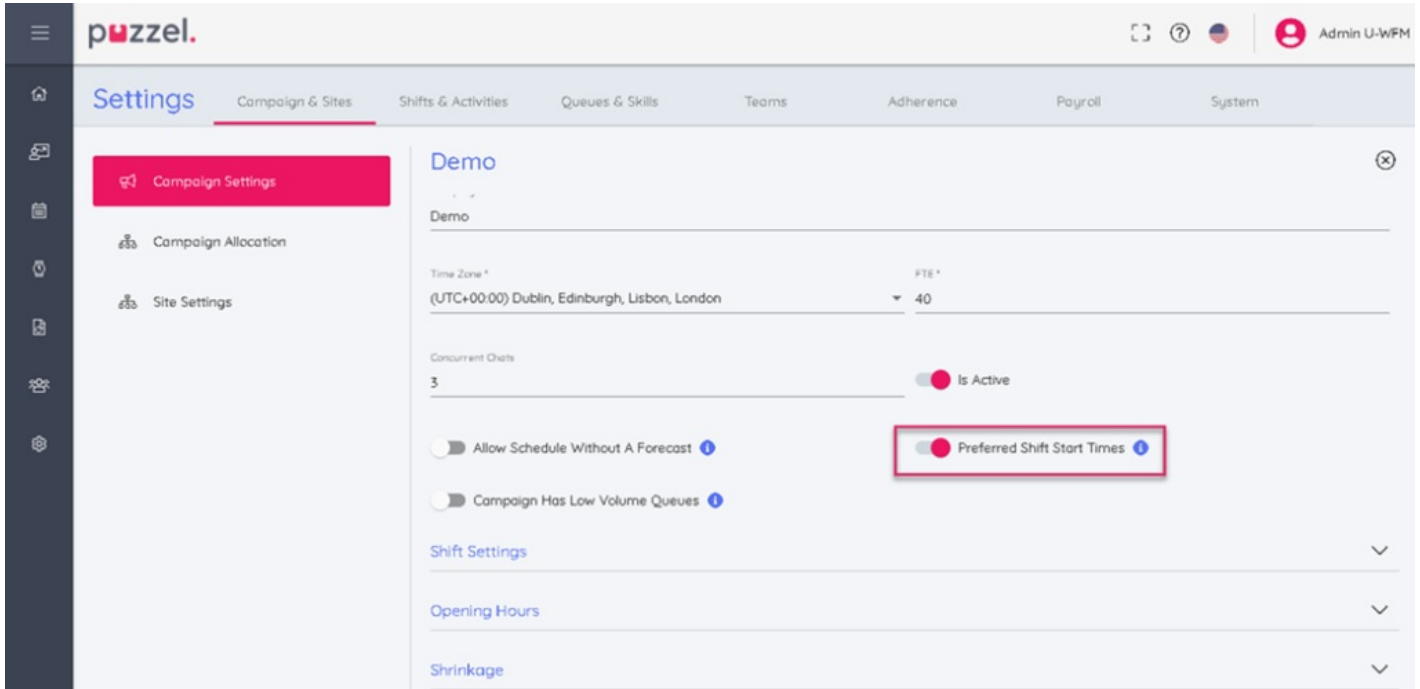 puzzel.
Admin U-WFM
Settings
Campaign & Sites
Shifts & Activities
Queues & Skills
Teams
Adherence
Payroll
System
Campaign Settings
Campaign Allocation
Site Settings
Demo
Demo
Time Zone *
FTE *
(UTC+00:00) Dublin, Edinburgh, Lisbon, London
40
Concurrent Chats
3
Is Active
Allow Schedule Without A Forecast
Preferred Shift Start Times
Campaign Has Low Volume Queues
Shift Settings
Opening Hours
Shrinkage